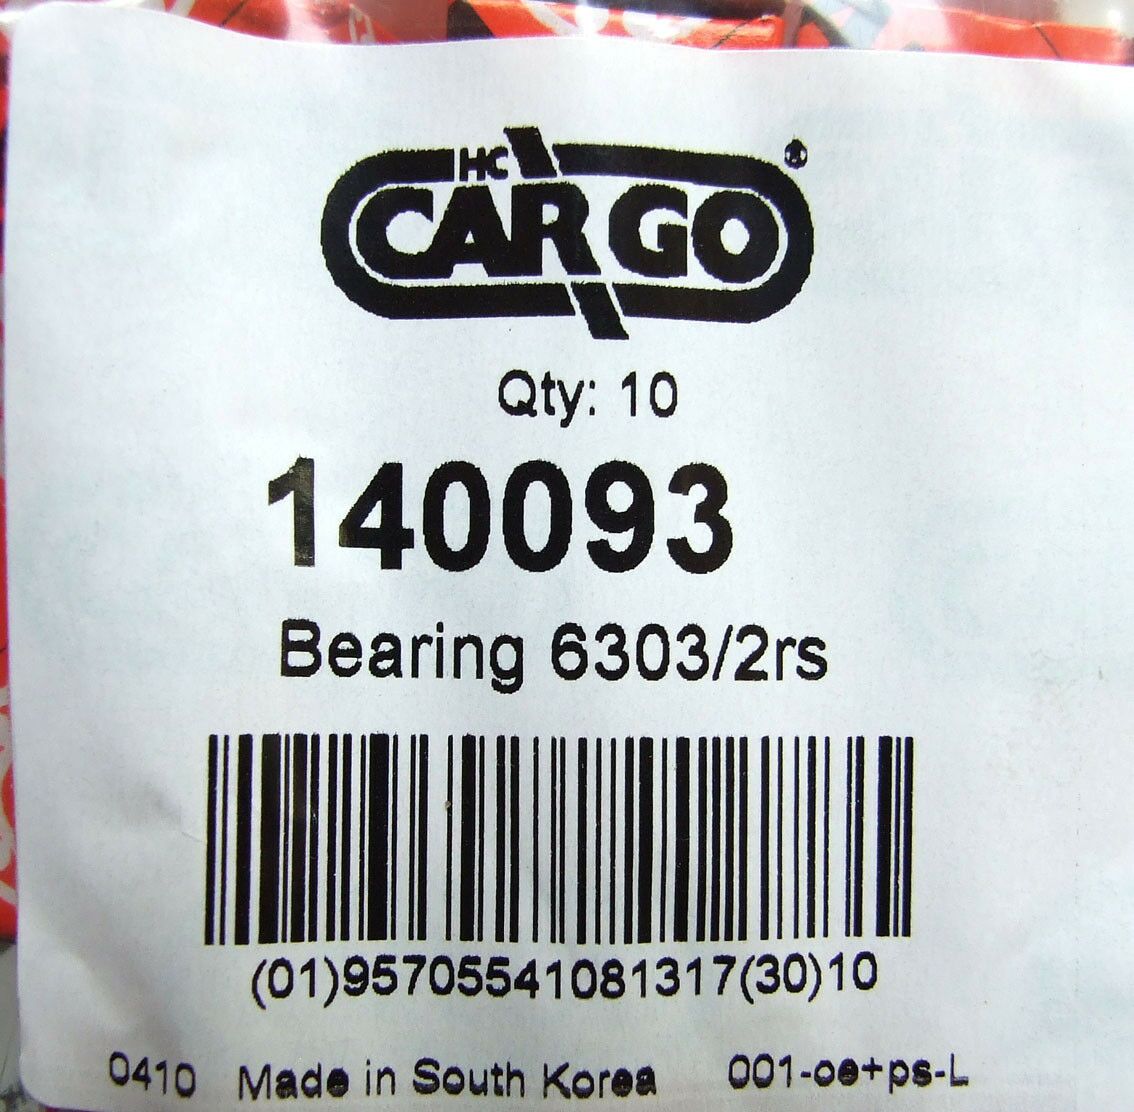 HC
CARGO
Qty: 10
140093
Bearing 6303/2rs
(01)95705541081317(30)10
0410 Made in South Korea 001-oe+ps-L